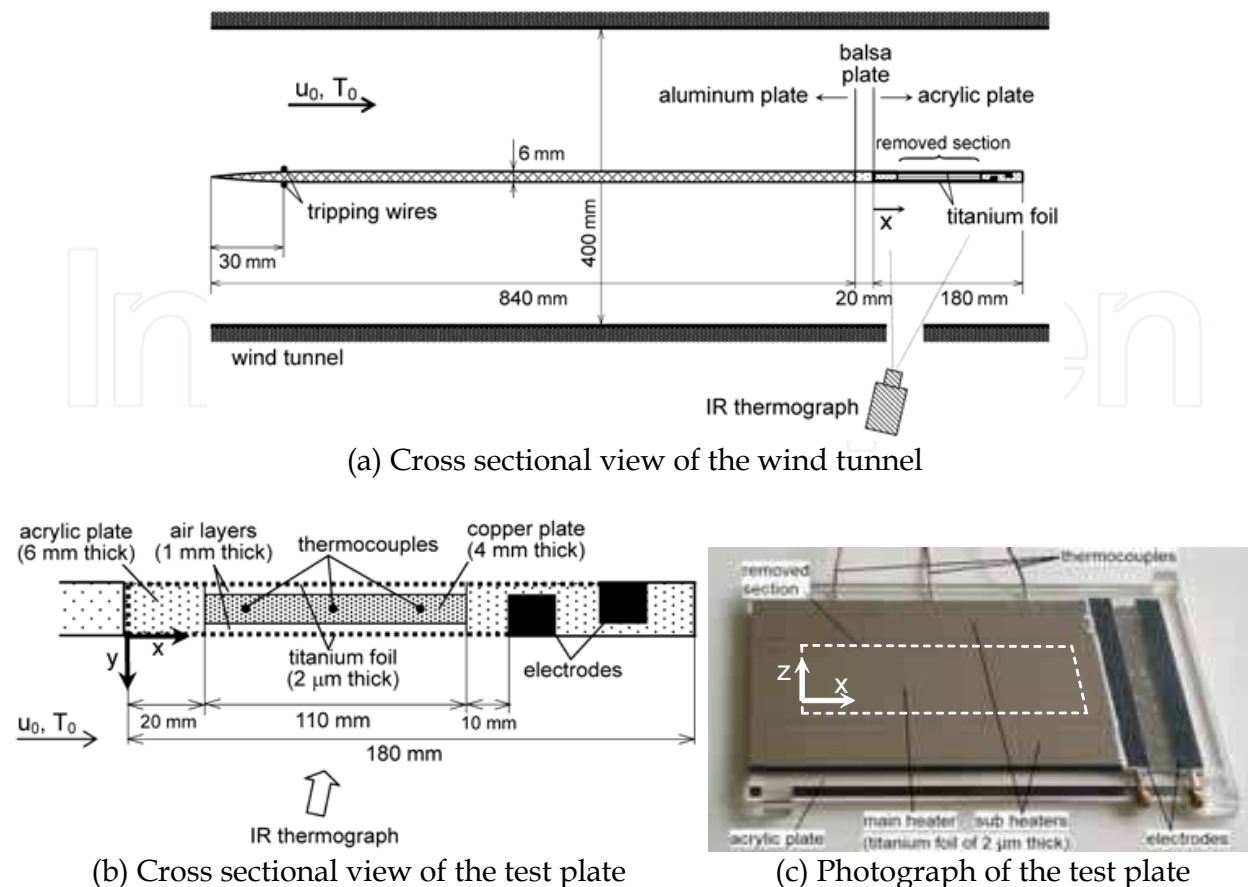 balsa
plate
u₀, T₀
aluminum plate
acrylic plate
removed section
6 mm
tripping wires
titanium foil
x
30 mm
400 mm
840 mm
20 mm
180 mm
wind tunnel
IR thermograph
(a) Cross sectional view of the wind tunnel
acrylic plate
(6 mm thick)
air layers
(1 mm thick)
thermocouples
copper plate
(4 mm thick)
x
y
titanium foil
(2 μm thick)
electrodes
20 mm
110 mm
10 mm
u₀, T₀
180 mm
IR thermograph
(b) Cross sectional view of the test plate
thermocouples
removed
section
z
x
main heater
sub heaters
acrylic plate
(titanium foil of 2 μm thick)
electrodes
(c) Photograph of the test plate